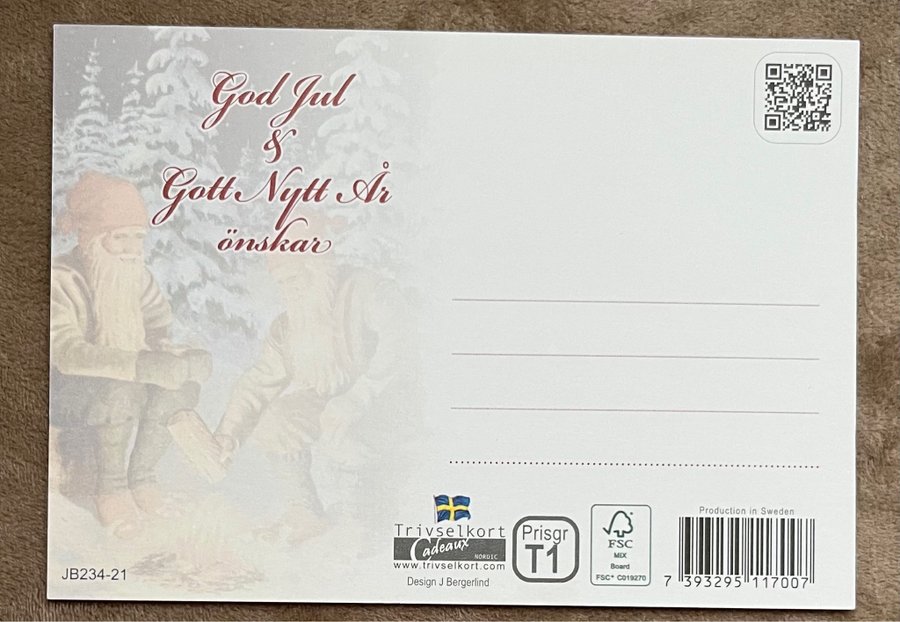 God Jul
&
Gott Nytt År
önskar
Trivselkort
Cadeaux NORDIC
www.trivselkort.com
Design J Bergerlind
Prisgr
T1
FSC
MIX
Board
FSC® C019270
Production in Sweden
7 393295 117007
JB234-21